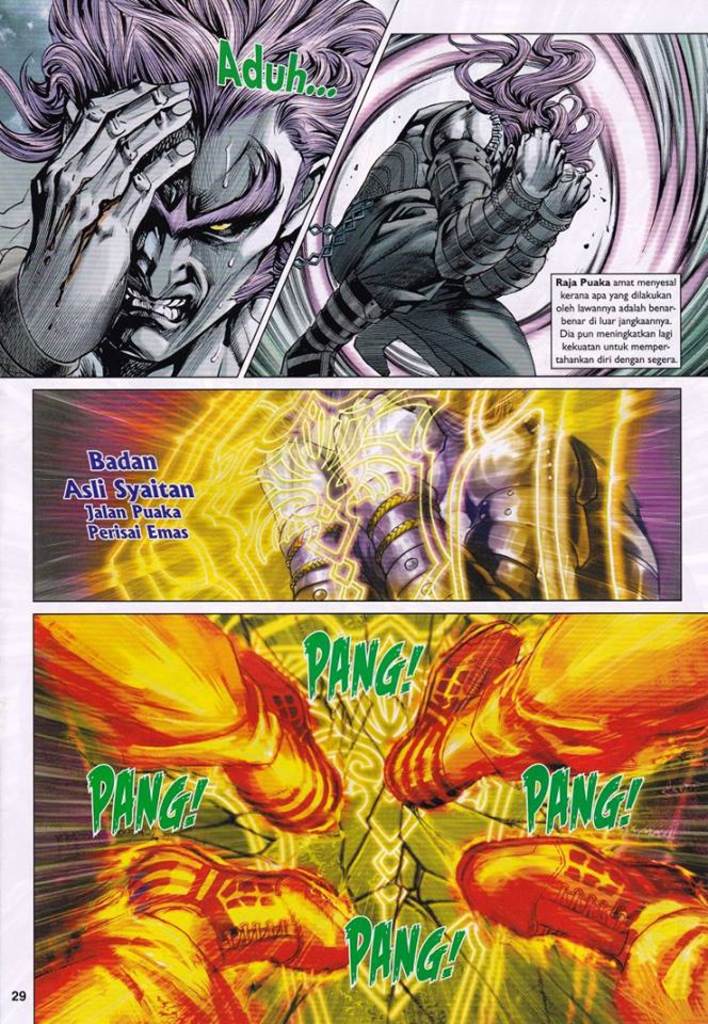 Aduh...
Raja Puaka amat menyesal
kerana apa yang dilakukan
oleh lawannya adalah benar-
benar di luar jangkaannya.
Dia pun meningkatkan lagi
kekuatan untuk memper-
tahankan diri dengan segera.
Badan
Asli Syaitan
Jalan Puaka
Perisai Emas
PANG!
PANG!
PANG!
PANG!
29